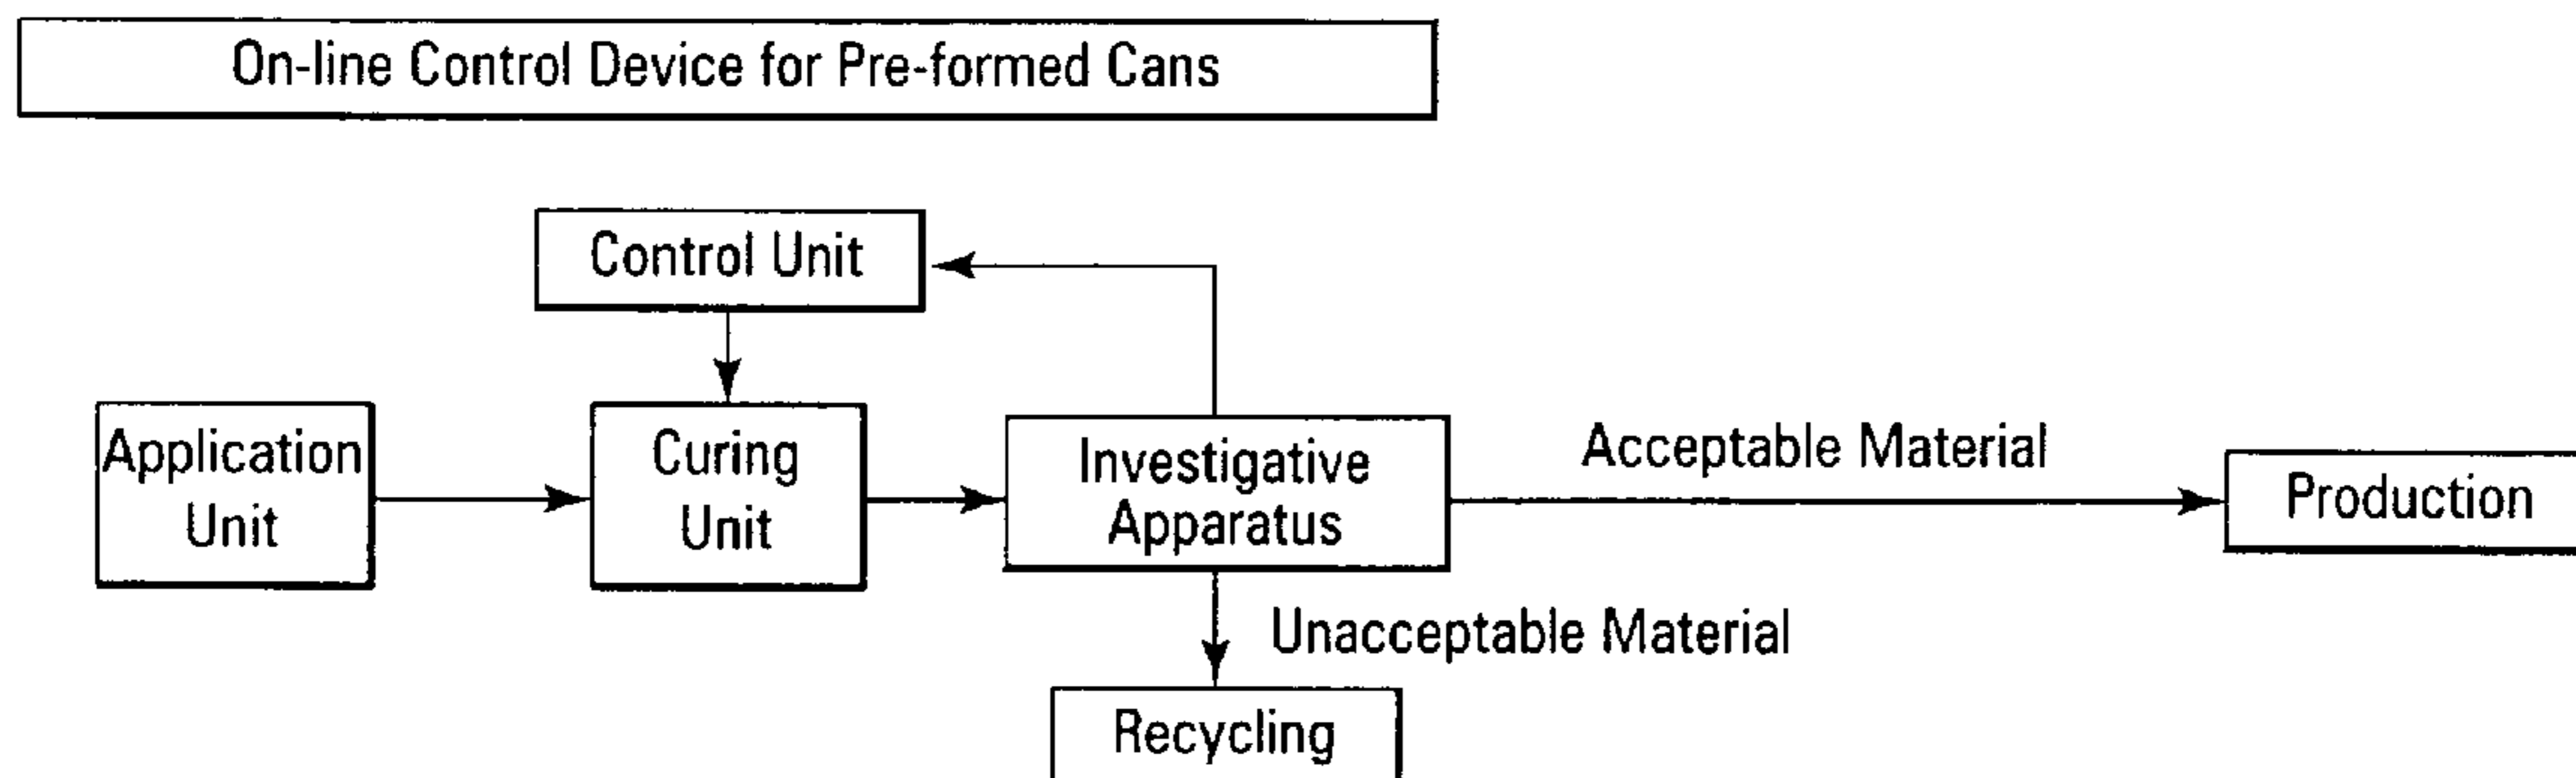 On-line Control Device for Pre-formed Cans
Control Unit
Application
Unit
Curing
Unit
Investigative
Apparatus
Acceptable Material
Production
Unacceptable Material
Recycling